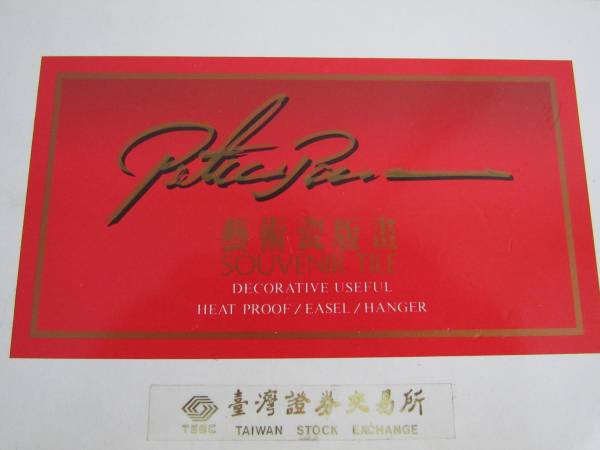 藝術瓷版畫
SOUVENIR TILE
DECORATIVE USEFUL
HEAT PROOF/EASEL/HANGER
臺灣證券交易所
TSEC TAIWAN STOCK EXCHANGE